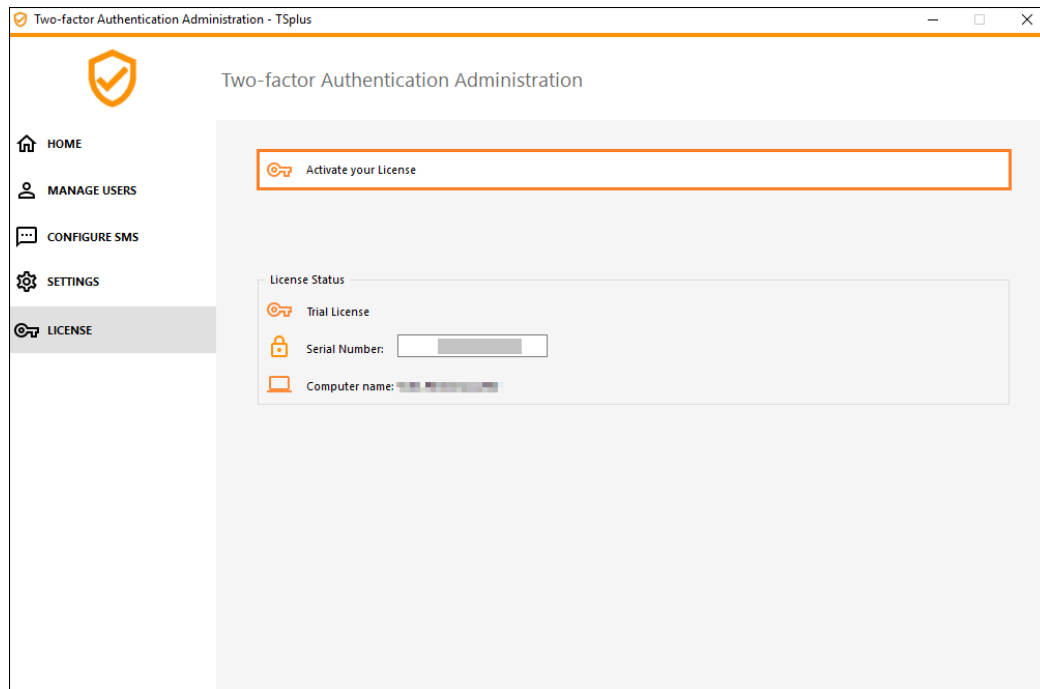 Two-factor Authentication Administration - TSplus
Two-factor Authentication Administration
HOME
MANAGE USERS
CONFIGURE SMS
SETTINGS
LICENSE
Activate your License
License Status
Trial License
Serial Number:
Computer name: